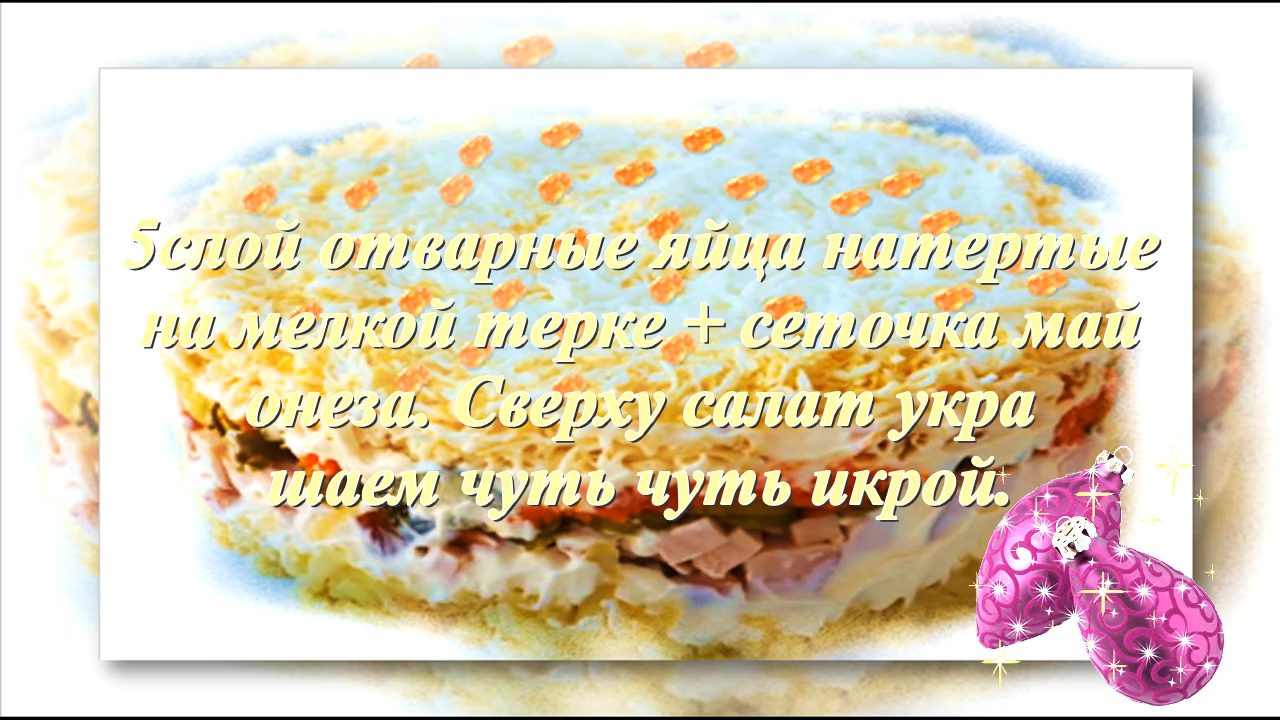 5слой отварные яйца натертые
на мелкой терке + сеточка май
онеза. Сверху салат укра
шаем чуть чуть икрой.